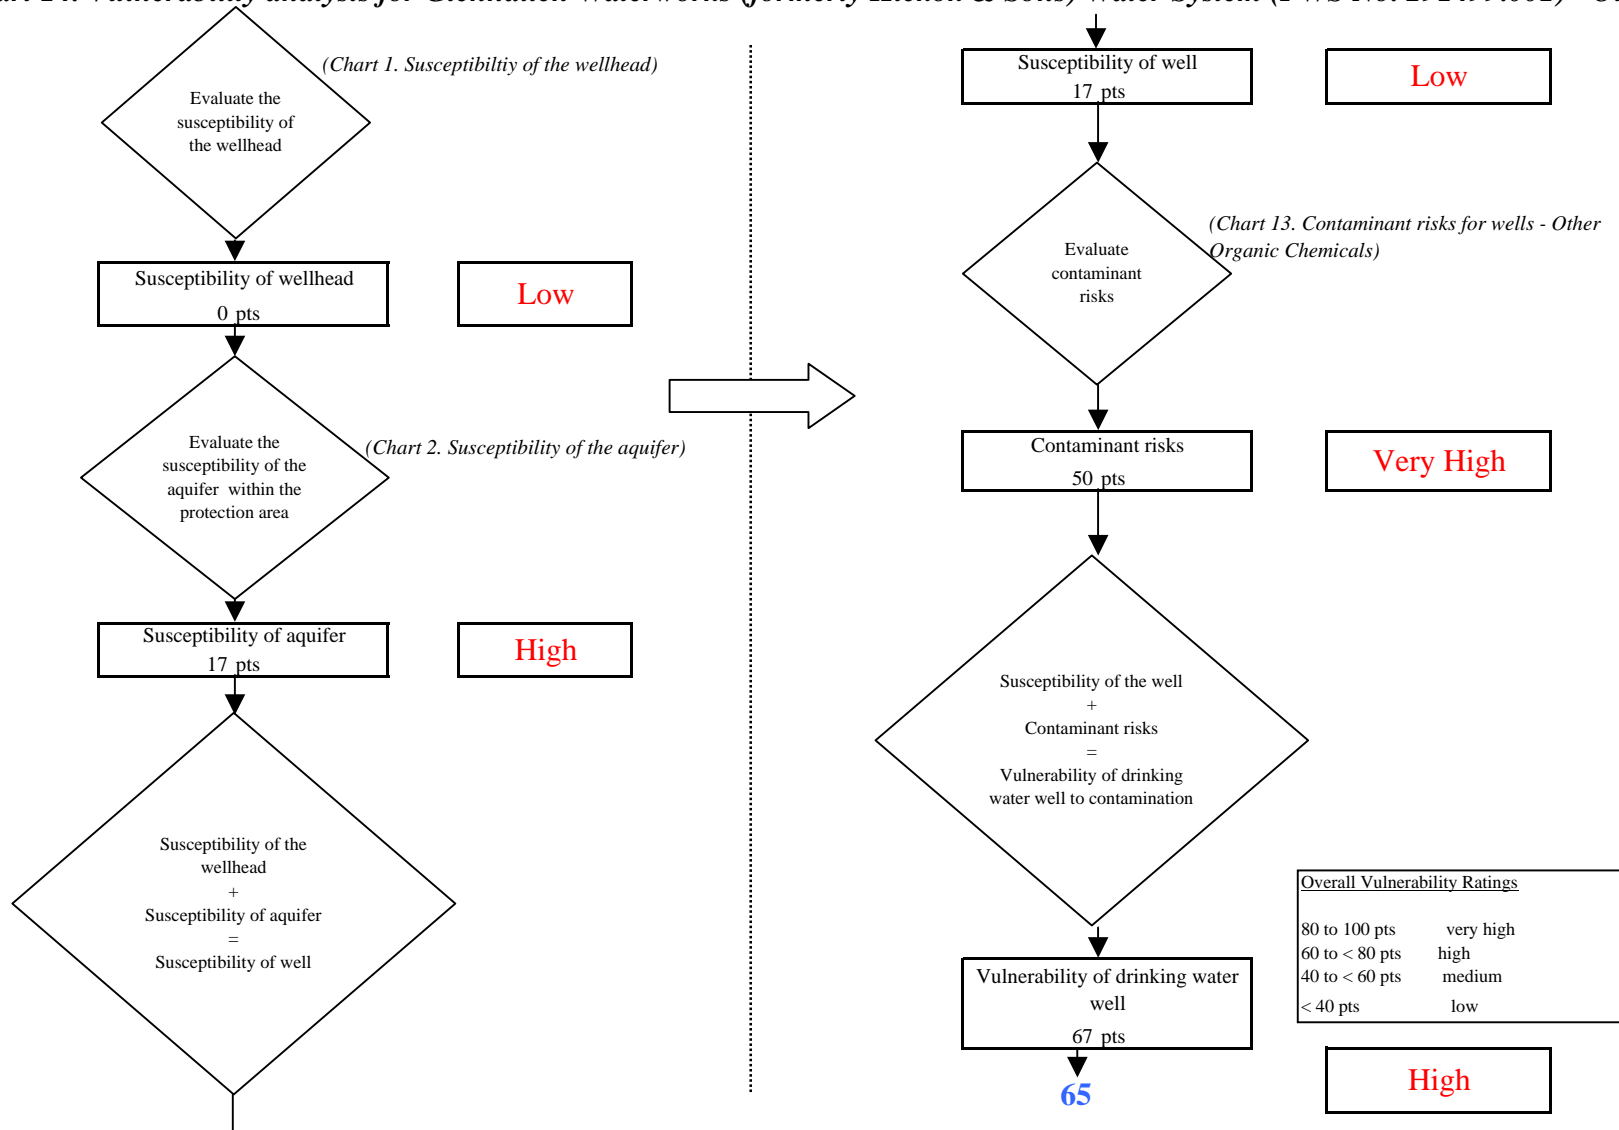 (Chart 1. Susceptibiltiy of the wellhead)
Evaluate the
susceptibility of
the wellhead
Susceptibility of wellhead
0 pts
Low
Evaluate the
susceptibility of the
aquifer within the
protection area
(Chart 2. Susceptibility of the aquifer)
Susceptibility of aquifer
17 pts
High
Susceptibility of the
wellhead
+
Susceptibility of aquifer
=
Susceptibility of well
Susceptibility of well
17 pts
Low
Evaluate
contaminant
risks
(Chart 13. Contaminant risks for wells - Other
Organic Chemicals)
Contaminant risks
50 pts
Very High
Susceptibility of the well
+
Contaminant risks
=
Vulnerability of drinking
water well to contamination
Overall Vulnerability Ratings
80 to 100 pts very high
60 to < 80 pts high
40 to < 60 pts medium
< 40 pts low
Vulnerability of drinking water
well
67 pts
65
High